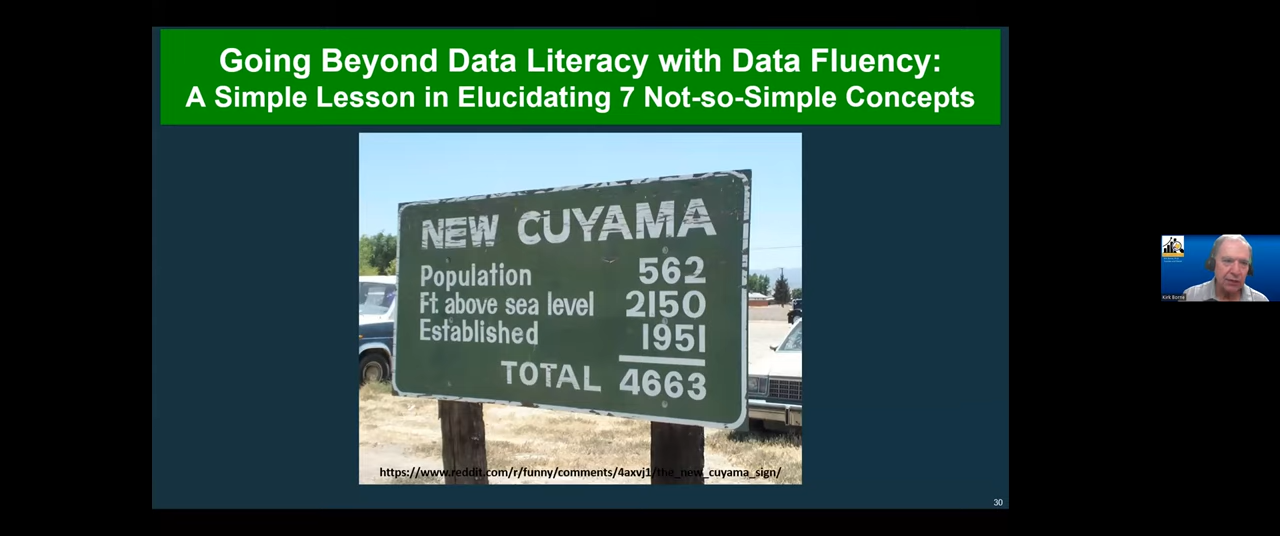 Going Beyond Data Literacy with Data Fluency:
A Simple Lesson in Elucidating 7 Not-so-Simple Concepts
NEW CUYAMA
Population 562
Ft above sea level 2150
Established 1951
TOTAL 4663
https://www.reddit.com/r/funny/comments/4axvj1/the_new_cuyama_sign/
30
Kirk Borne